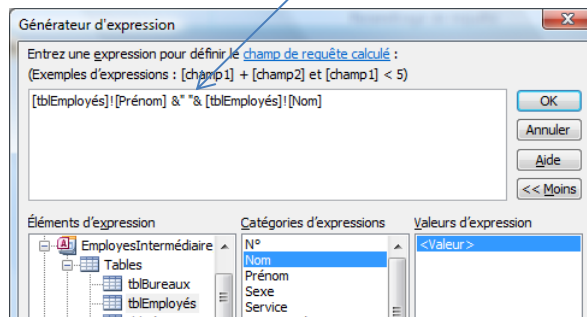 Générateur d'expression
Entrez une expression pour définir le champ de requête calculé :
(Exemples d'expressions : [champ1] + [champ2] et [champ1] < 5)
[tblEmployés]![Prénom] &" "& [tblEmployés]![Nom]
OK
Annuler
Aide
<< Moins
Éléments d'expression
Catégories d'expressions
Valeurs d'expression
EmployesIntermédiaire
Tables
tblBureaux
tblEmployés
N°
Nom
Prénom
Sexe
Service
<Valeur>